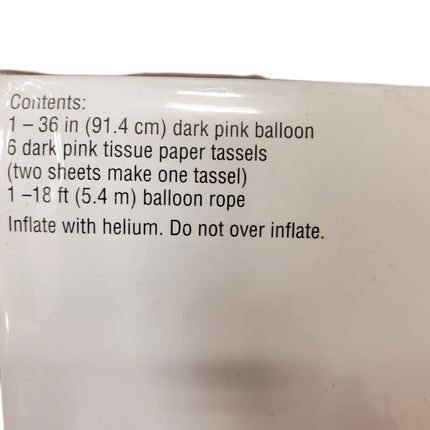 Contents:
1 – 36 in (91.4 cm) dark pink balloon
6 dark pink tissue paper tassels
(two sheets make one tassel)
1 –18 ft (5.4 m) balloon rope
Inflate with helium. Do not over inflate.